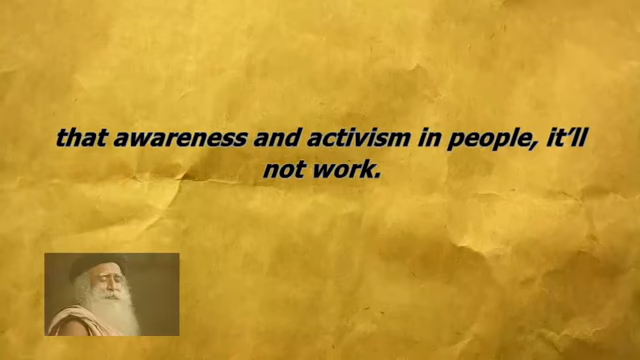 that awareness and activism in people, it’ll
not work.